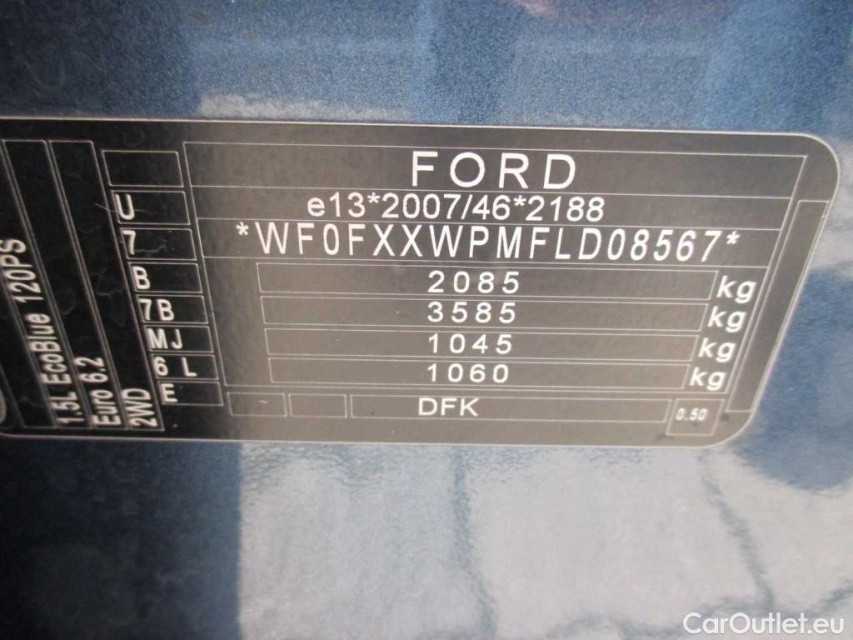 FORD
e13*2007/46*2188
*WF0FXXWPMFLD08567*
2085 kg
3585 kg
1045 kg
1060 kg
DFK
0.50
U
7
B
7B
MJ
6 L
E
1.5L EcoBlue 120PS
Euro 6.2
2WD
CarOutlet.eu